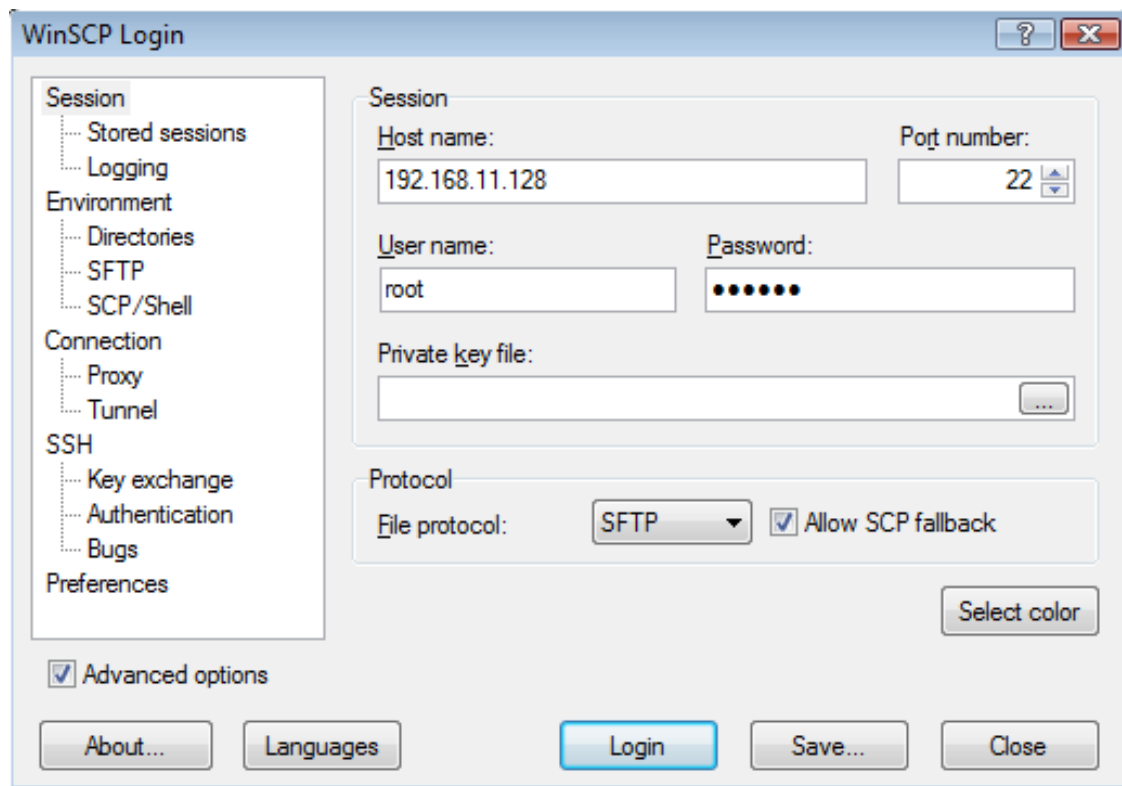 WinSCP Login
Session
Stored sessions
Logging
Environment
Directories
SFTP
SCP/Shell
Connection
Proxy
Tunnel
SSH
Key exchange
Authentication
Bugs
Preferences
Advanced options
Session
Host name: Port number:
192.168.11.128 22
User name: Password:
root ••••••
Private key file:
...
Protocol
File protocol: SFTP Allow SCP fallback
Select color
About... Languages Login Save... Close